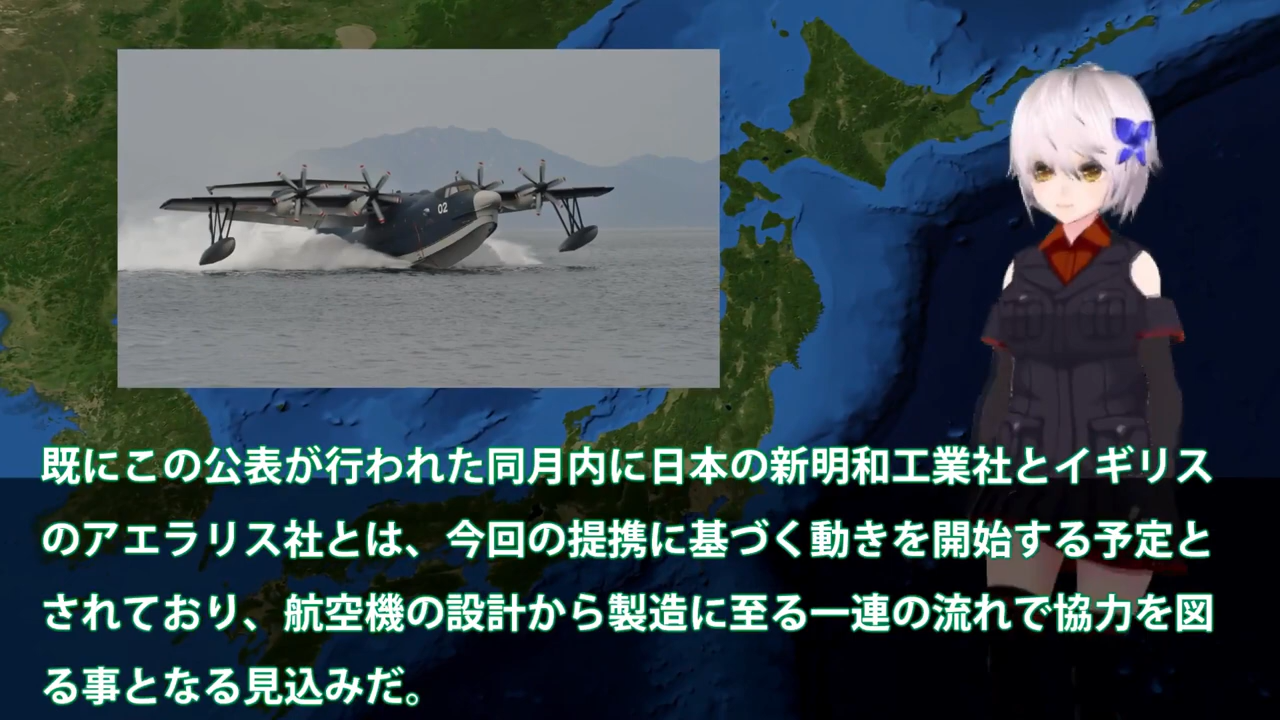 02
既にこの公表が行われた同月内に日本の新明和工業社とイギリス
のアエラリス社とは、今回の提携に基づく動きを開始する予定と
されており、航空機の設計から製造に至る一連の流れで協力を図
る事となる見込みだ。